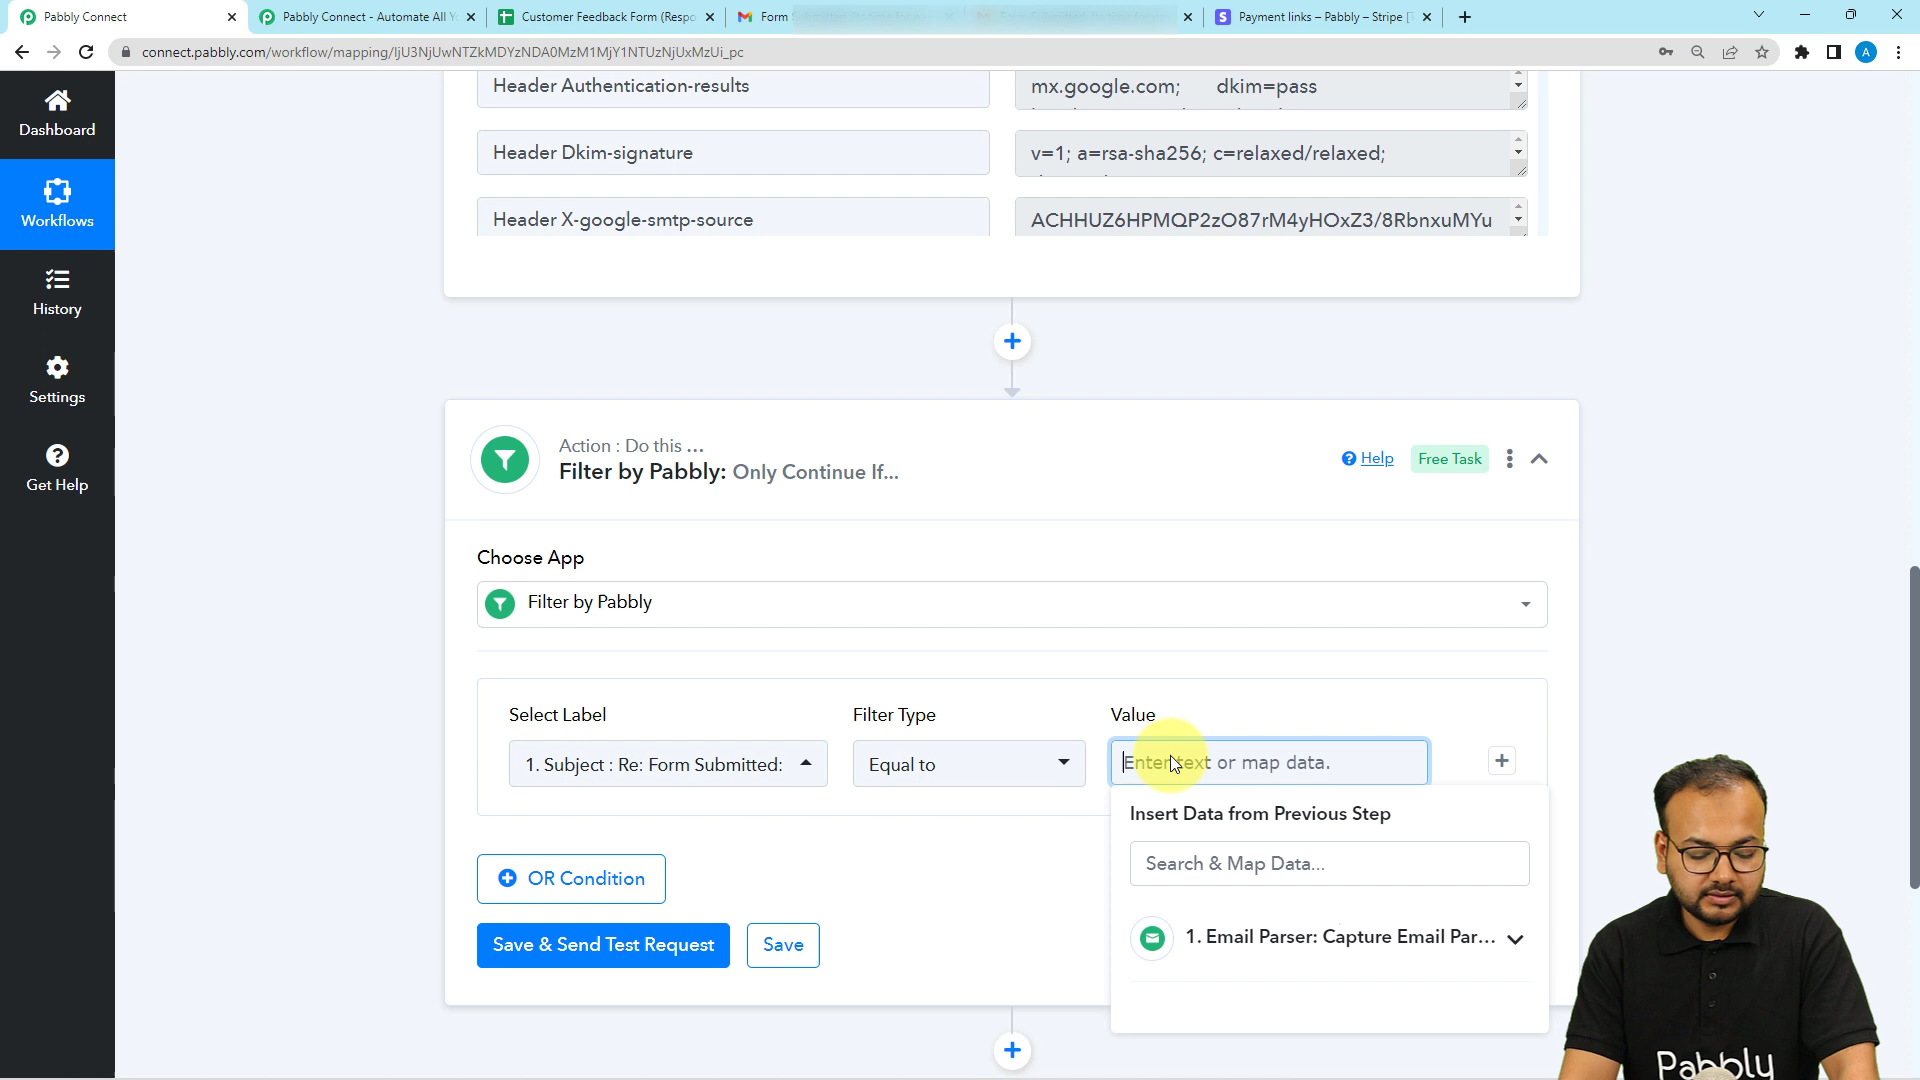 Pabbly Connect
Pabbly Connect - Automate All Y
Customer Feedback Form (Respo
Form
Payment links – Pabbly – Stripe [
connect.pabbly.com/workflow/mapping/IjU3NjUwNTZkMDYzNDA0MzM1MjY1NTUzNjUxMzUi_pc
A
Dashboard
Workflows
History
Settings
Get Help
Header Authentication-results
mx.google.com; dkim=pass
Header Dkim-signature
v=1; a=rsa-sha256; c=relaxed/relaxed;
Header X-google-smtp-source
ACHHUZ6HPMQP2zO87rM4yHOxZ3/8RbnxuMYu
Action : Do this ...
Filter by Pabbly: Only Continue If...
Help
Free Task
Choose App
Filter by Pabbly
Select Label
Filter Type
Value
1. Subject : Re: Form Submitted:
Equal to
Enter text or map data.
Insert Data from Previous Step
Search & Map Data...
1. Email Parser: Capture Email Par...
OR Condition
Save & Send Test Request
Save
Pabbly